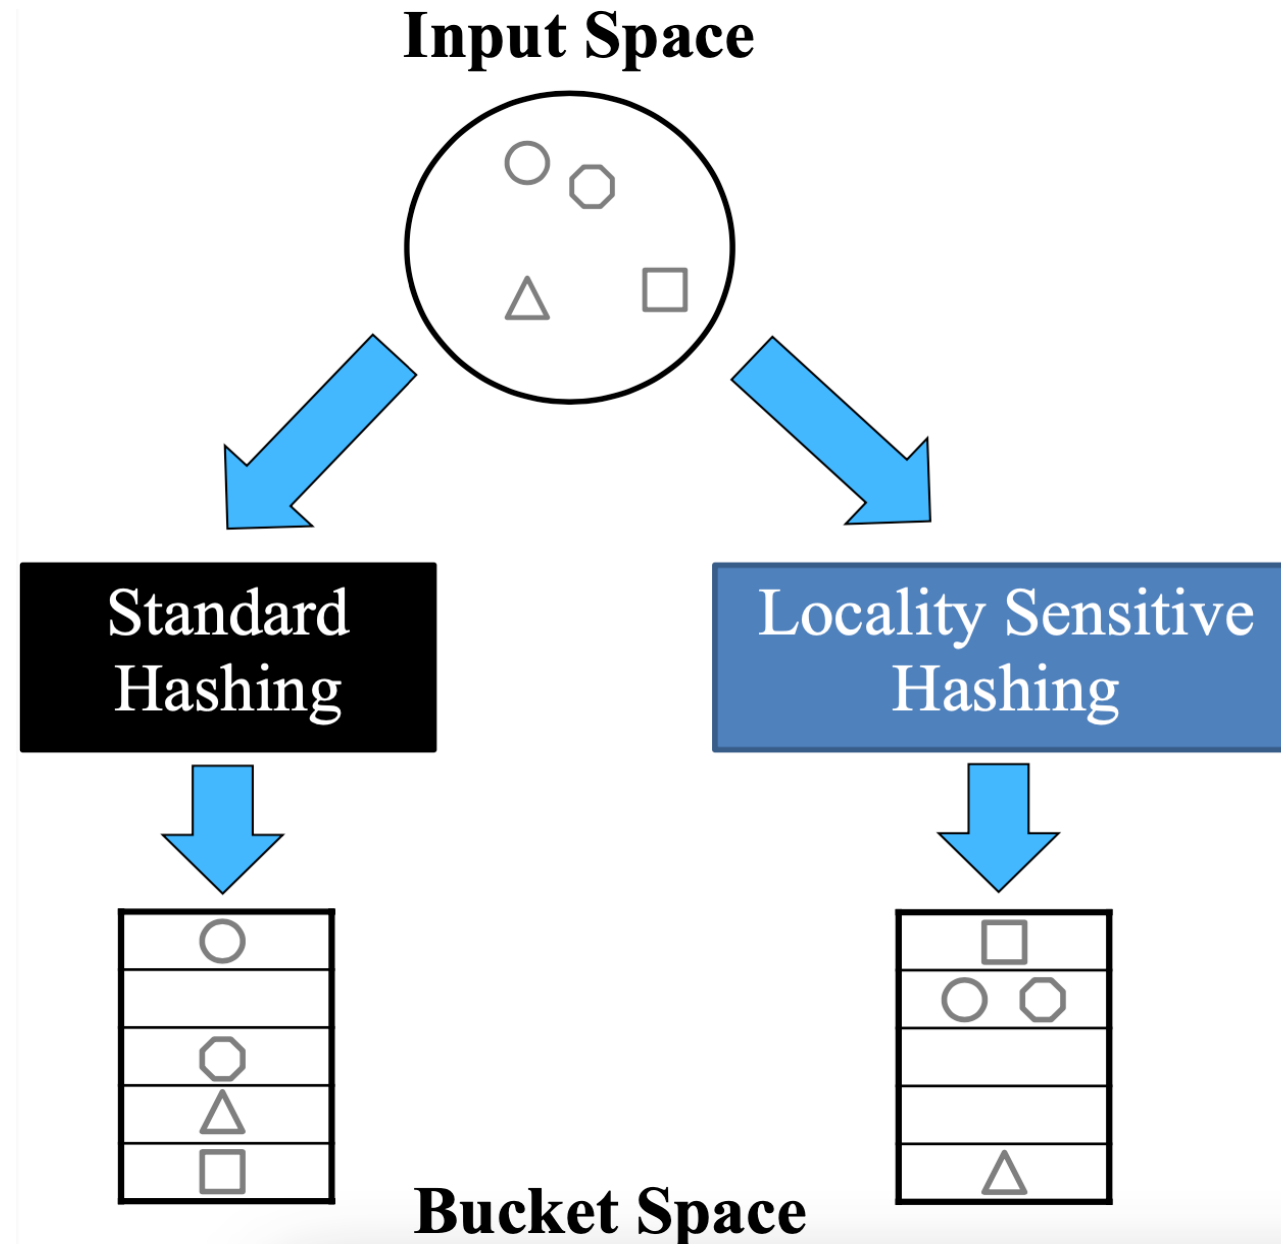 Input Space
Standard
Hashing
Locality Sensitive
Hashing
Bucket Space